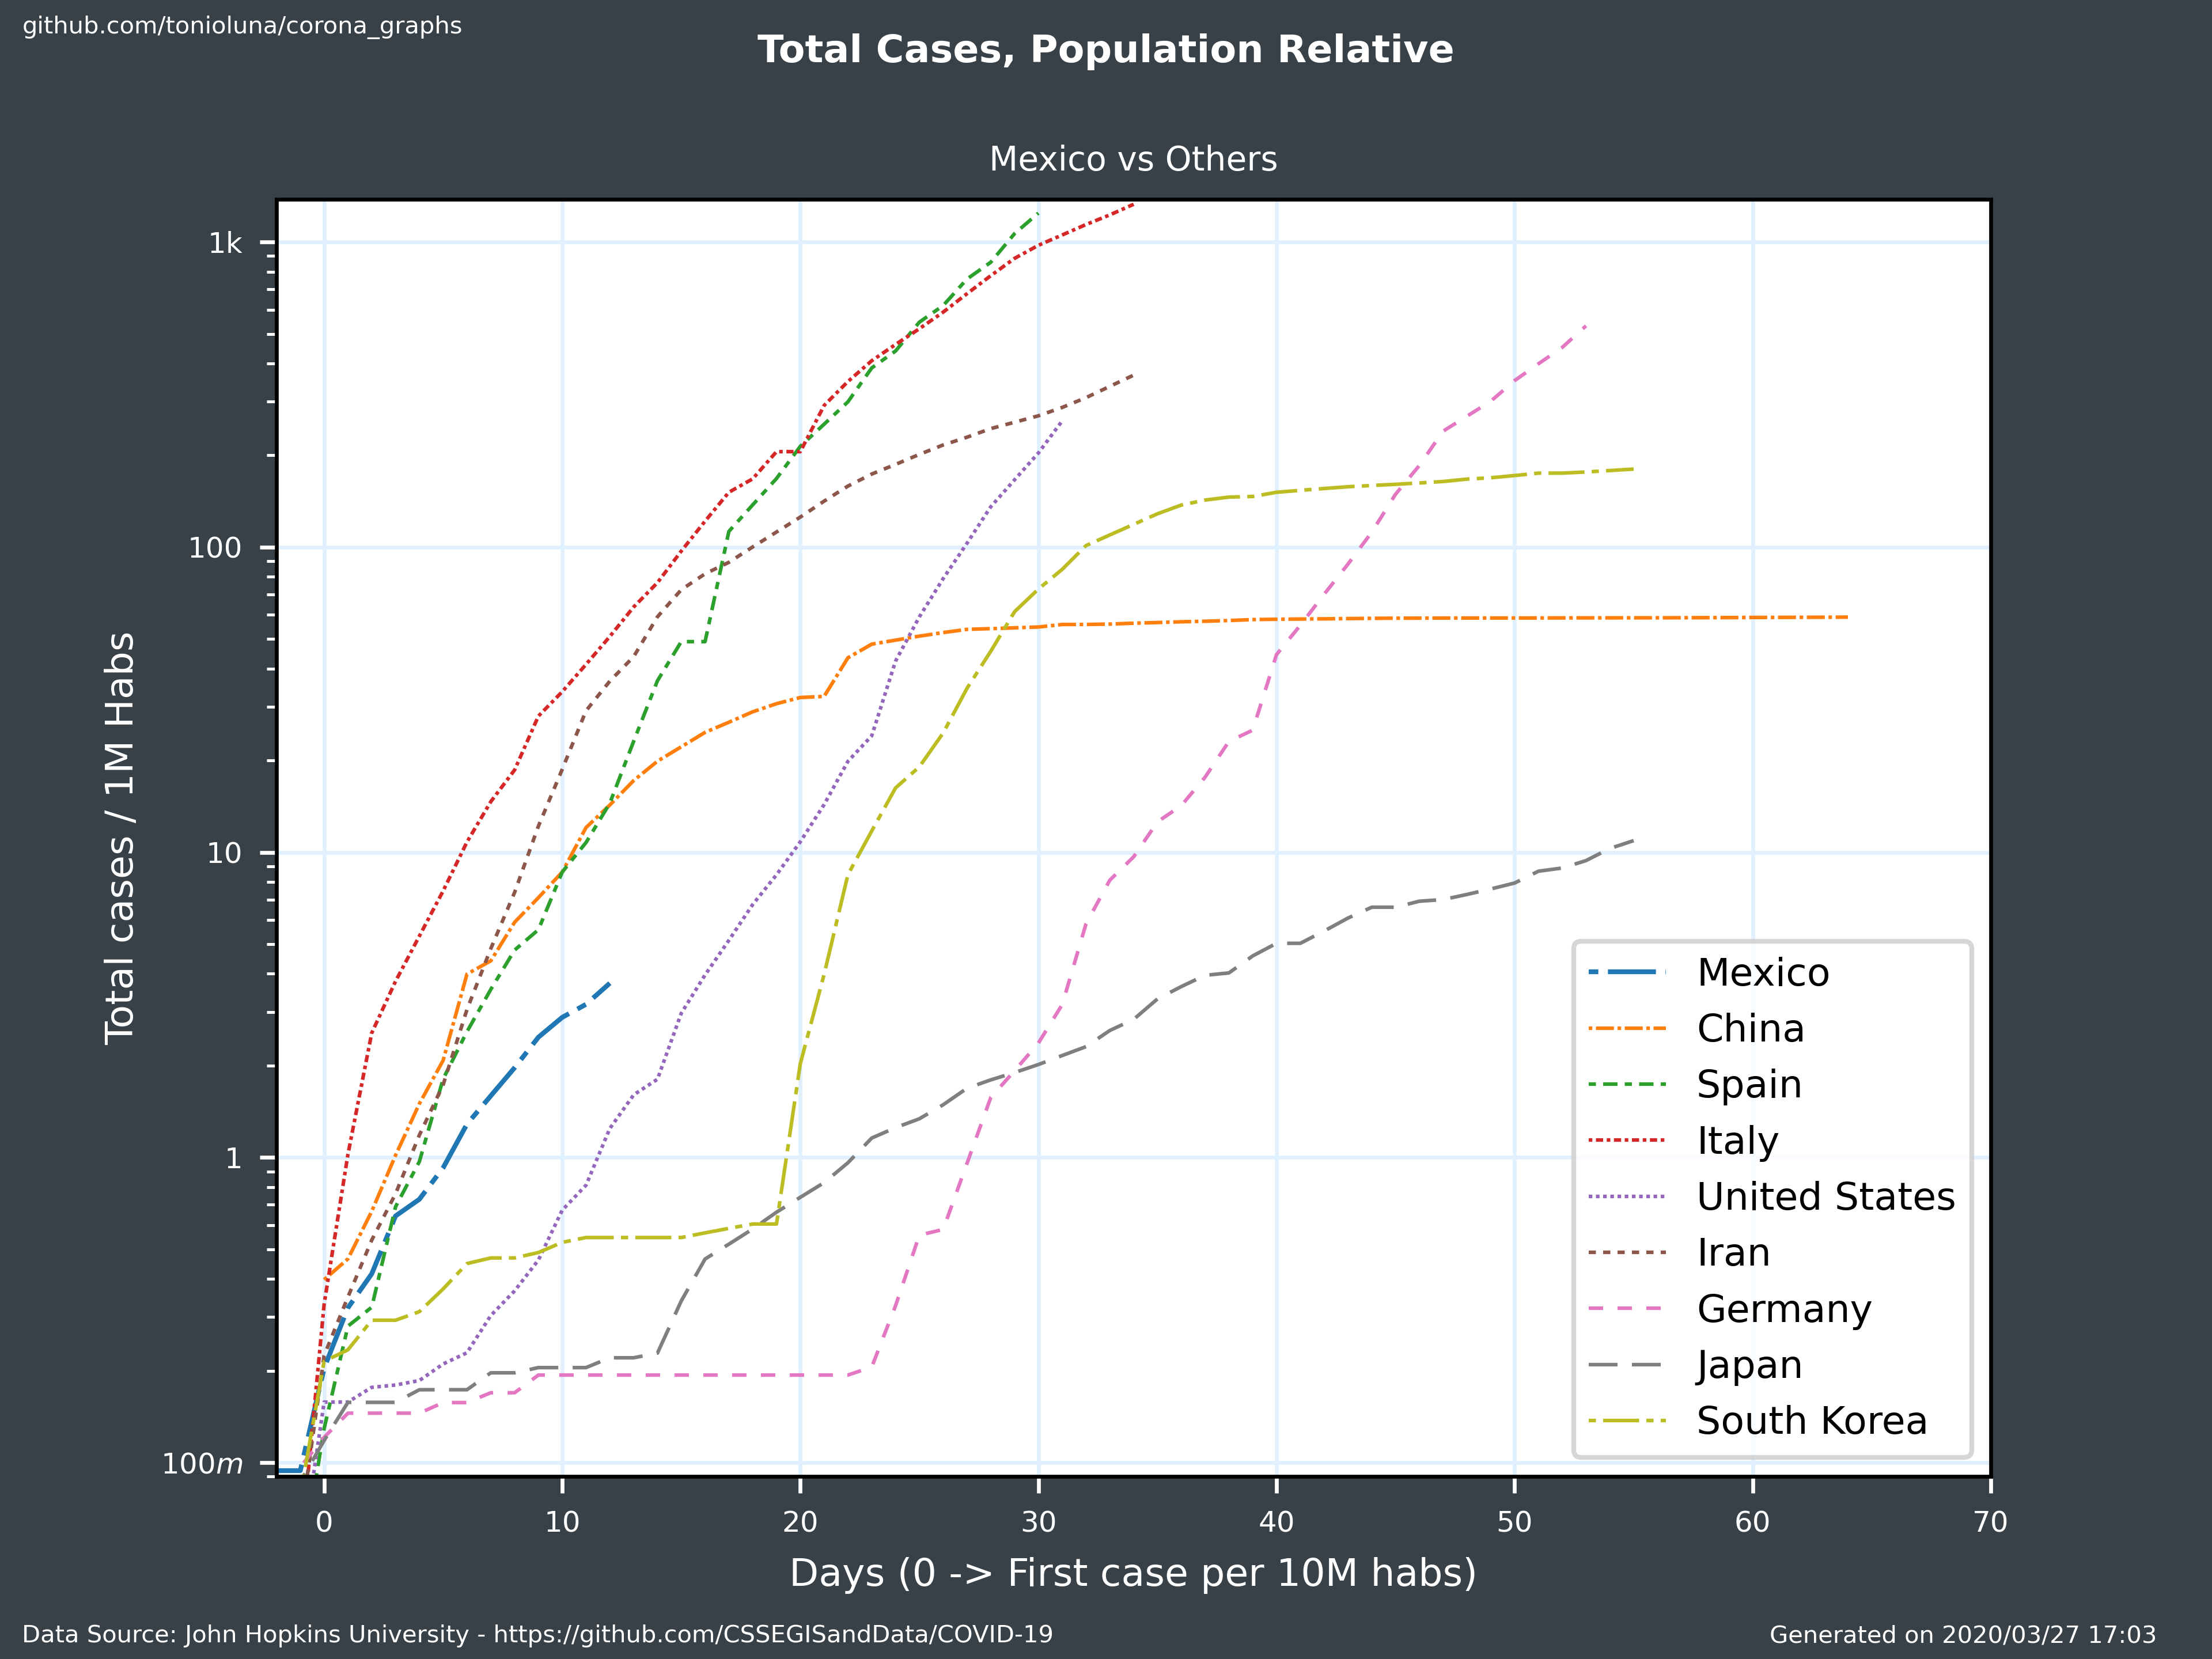 github.com/tonioluna/corona_graphs
Total Cases, Population Relative
Mexico vs Others
Total cases / 1M Habs
1k
100
10
1
100m
0 10 20 30 40 50 60 70
Days (0 -> First case per 10M habs)
Mexico
China
Spain
Italy
United States
Iran
Germany
Japan
South Korea
Data Source: John Hopkins University - https://github.com/CSSEGISandData/COVID-19
Generated on 2020/03/27 17:03